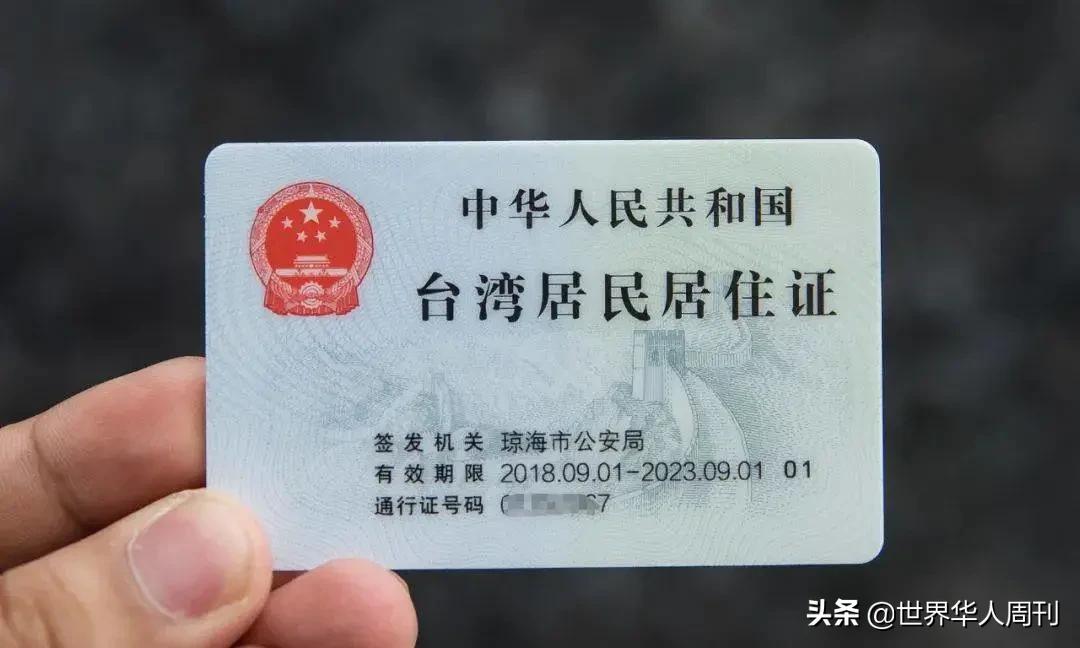 中华人民共和国
台湾居民居住证
签发机关 琼海市公安局
有效期限 2018.09.01-2023.09.01 01
通行证号码
头条 @世界华人周刊